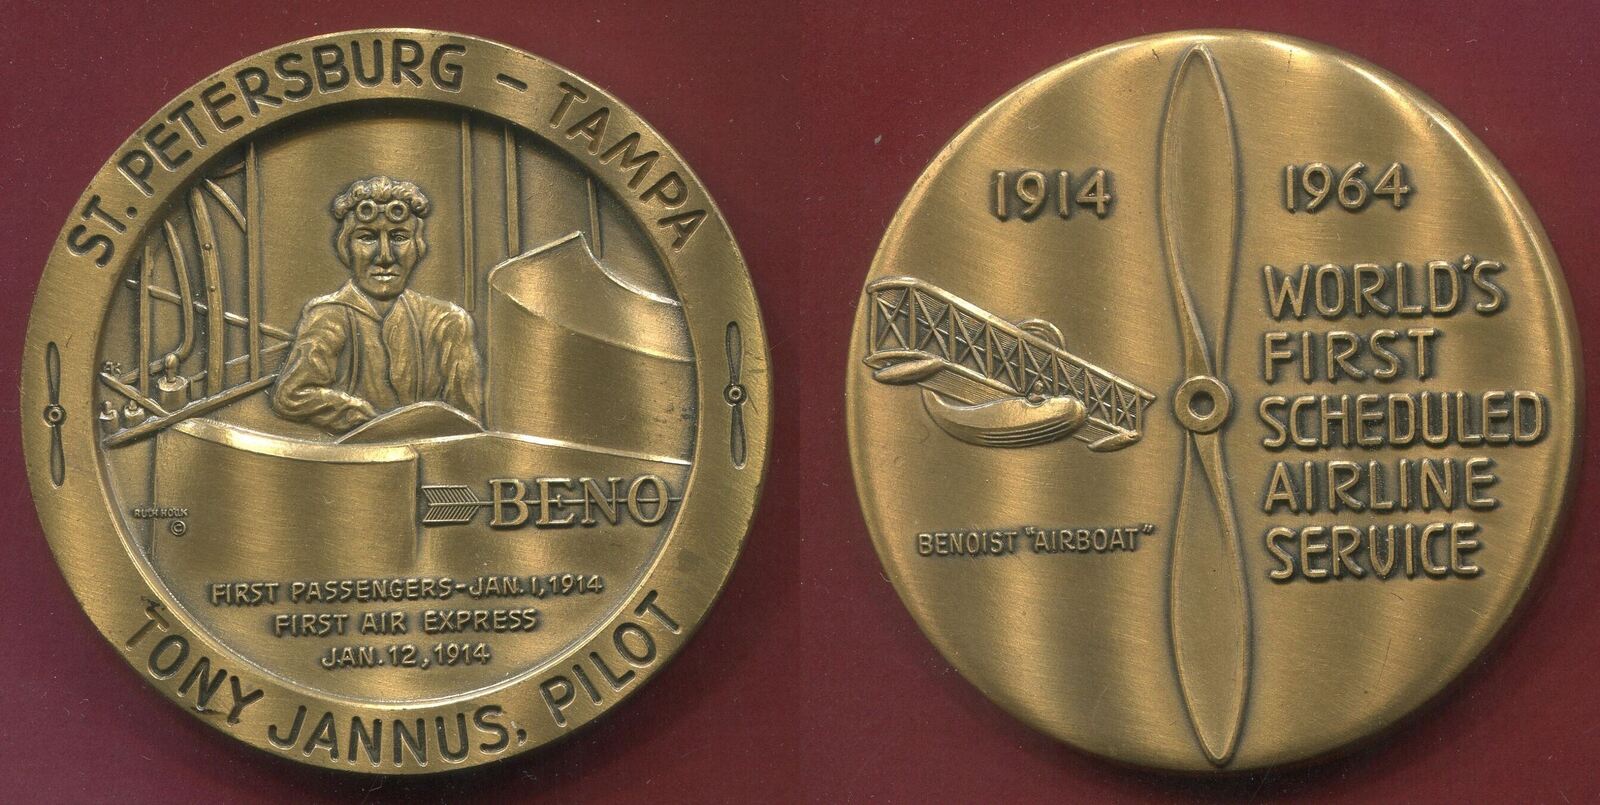 ST. PETERSBURG - TAMPA
BENO
©
FIRST PASSENGERS-JAN. 1, 1914
FIRST AIR EXPRESS
JAN. 12, 1914
TONY JANNUS, PILOT
1914
1964
WORLD'S
FIRST
SCHEDULED
AIRLINE
SERVICE
BENOIST "AIRBOAT"